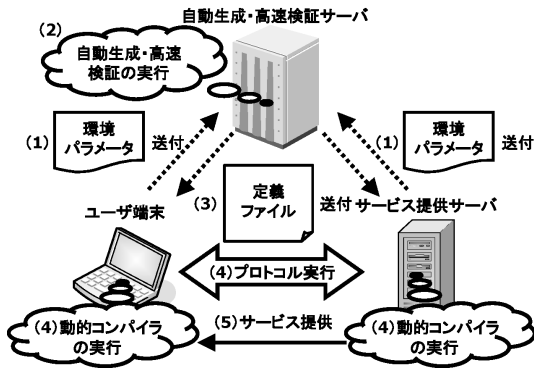 自動生成・高速検証サーバ
(2)
自動生成・高速
検証の実行
(1)
環境
パラメータ
送付
(1)
環境
パラメータ
送付
(3)
定義
ファイル
送付
ユーザ端末
サービス提供サーバ
(4)プロトコル実行
(4)動的コンパイラ
の実行
(5)サービス提供
(4)動的コンパイラ
の実行